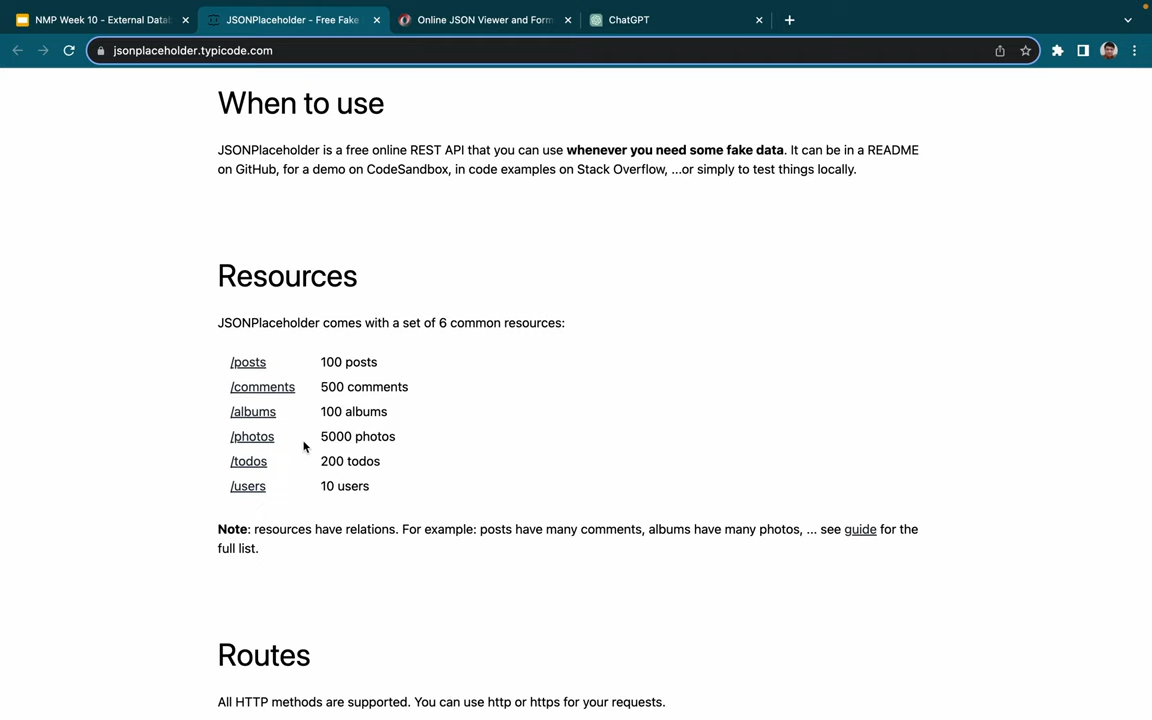 NMP Week 10 - External Datab
JSONPlaceholder - Free Fake
Online JSON Viewer and Form
ChatGPT
jsonplaceholder.typicode.com
When to use
JSONPlaceholder is a free online REST API that you can use whenever you need some fake data. It can be in a README
on GitHub, for a demo on CodeSandbox, in code examples on Stack Overflow, ...or simply to test things locally.
Resources
JSONPlaceholder comes with a set of 6 common resources:
/posts 100 posts
/comments 500 comments
/albums 100 albums
/photos 5000 photos
/todos 200 todos
/users 10 users
Note: resources have relations. For example: posts have many comments, albums have many photos, ... see guide for the
full list.
Routes
All HTTP methods are supported. You can use http or https for your requests.